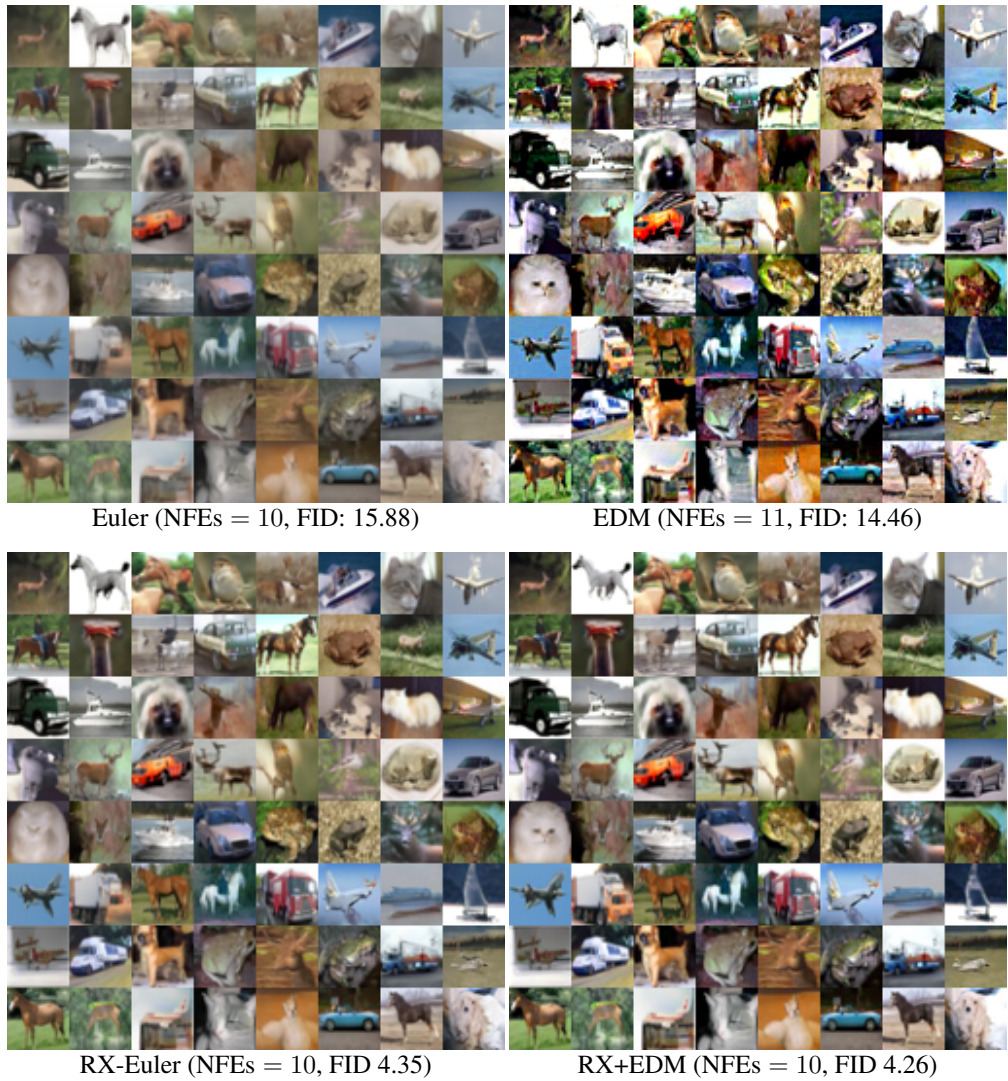 Euler (NFEs = 10, FID: 15.88)
EDM (NFEs = 11, FID: 14.46)
RX-Euler (NFEs = 10, FID 4.35)
RX+EDM (NFEs = 10, FID 4.26)